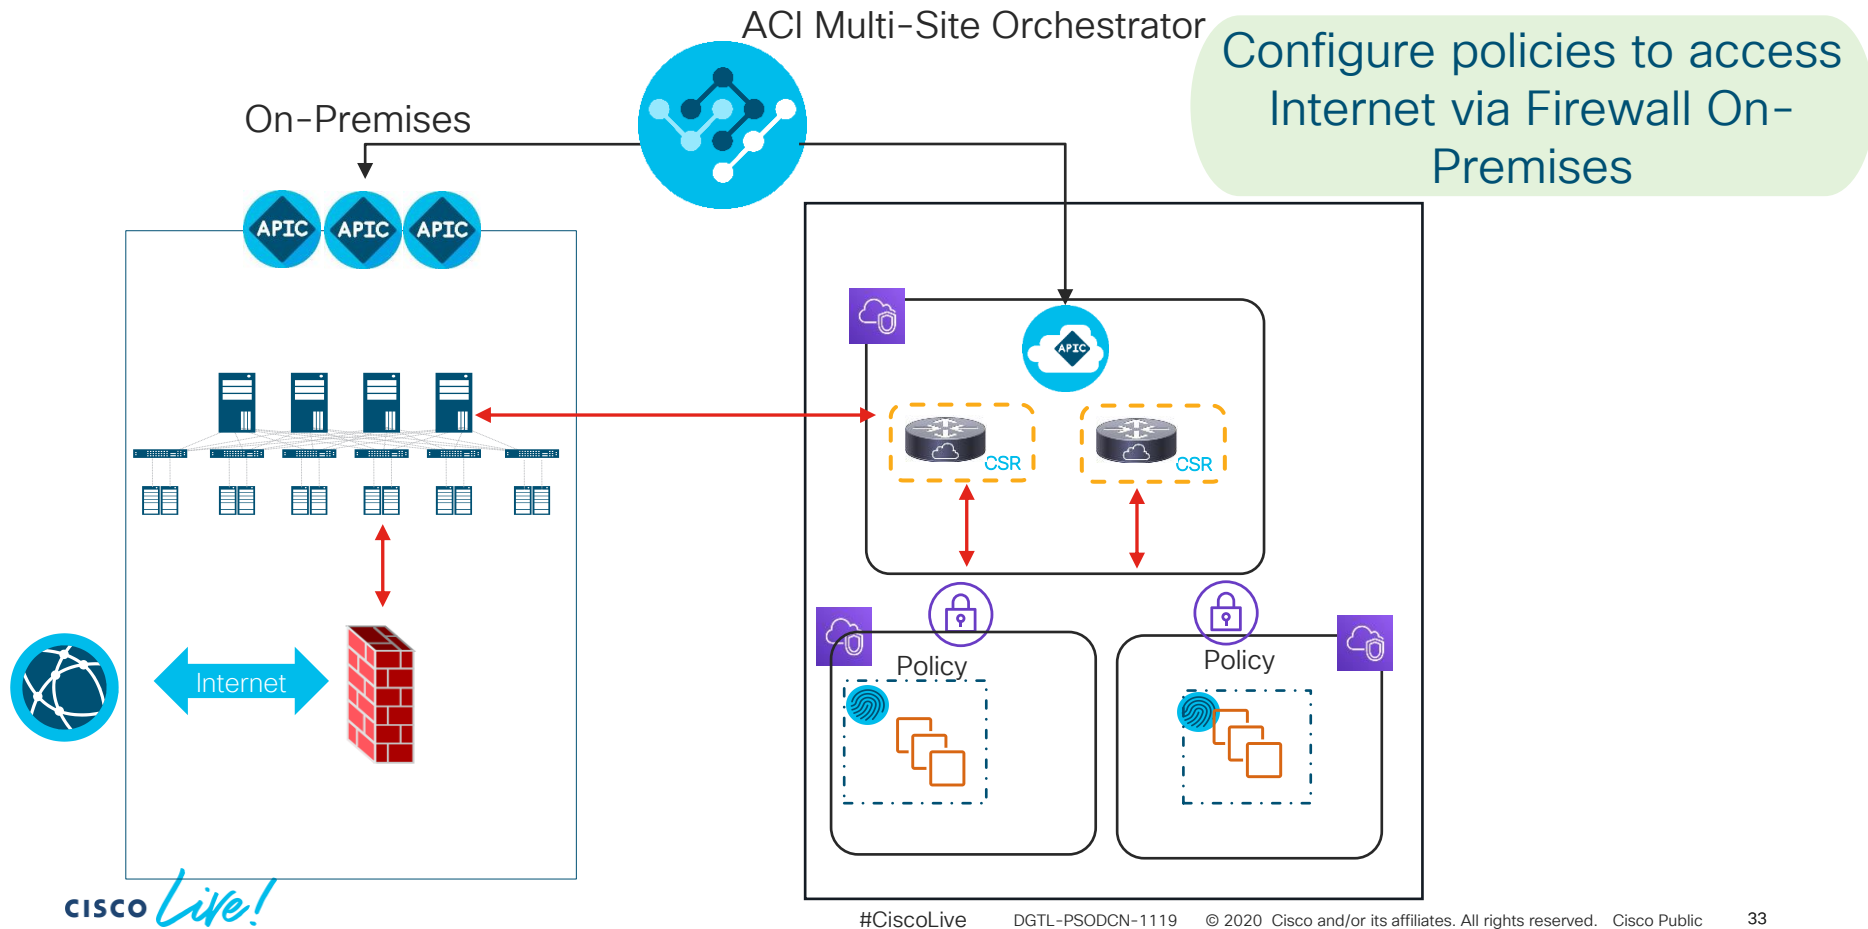 ACI Multi-Site Orchestrator
Configure policies to access
Internet via Firewall On-
Premises
On-Premises
APIC
APIC
APIC
APIC
CSR
CSR
Policy
Policy
Internet
CISCO Live!
#CiscoLive
DGTL-PSODCN-1119
© 2020 Cisco and/or its affiliates. All rights reserved. Cisco Public
33